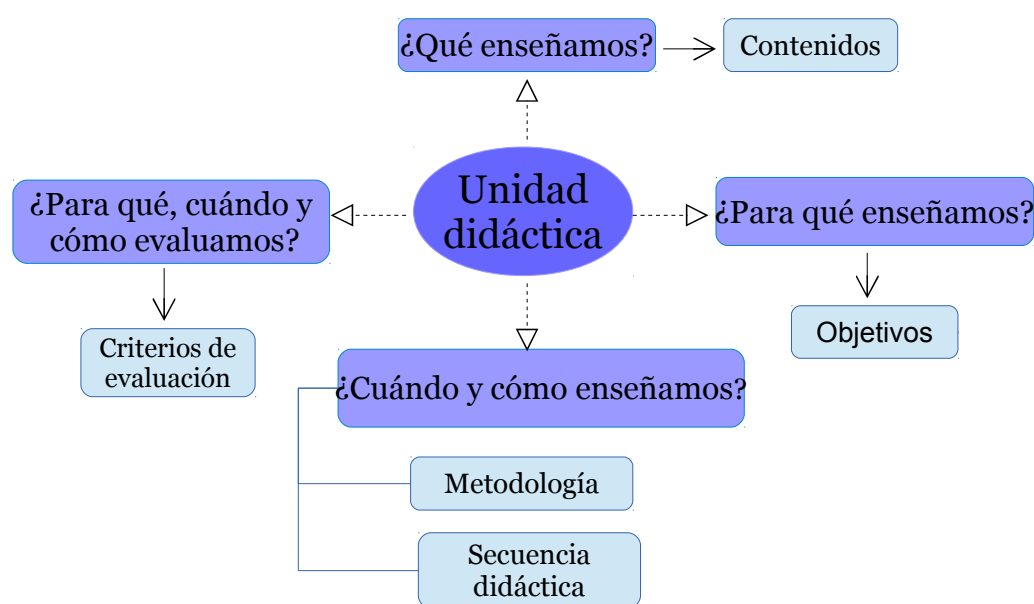 ¿Qué enseñamos?
Contenidos
Unidad
didáctica
¿Para qué, cuándo y
cómo evaluamos?
¿Para qué enseñamos?
Criterios de
evaluación
Objetivos
¿Cuándo y cómo enseñamos?
Metodología
Secuencia
didáctica